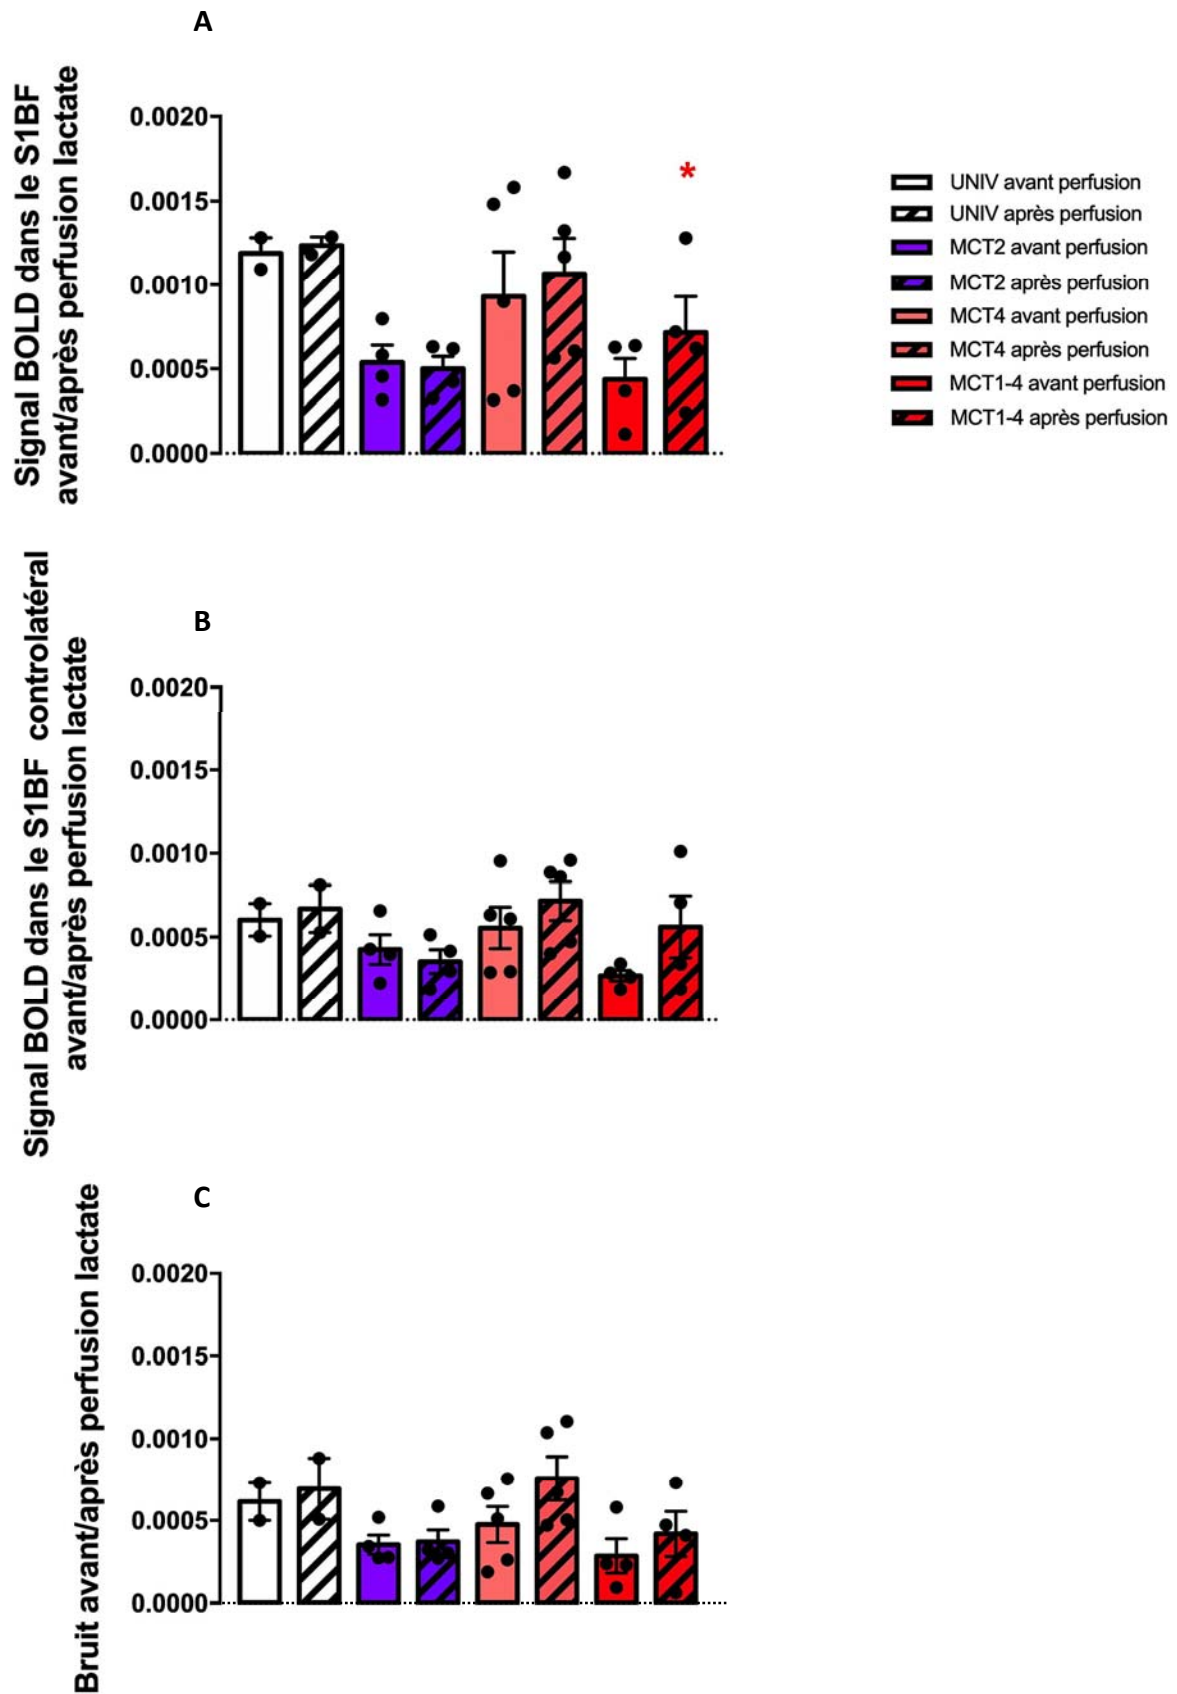 A
Signal BOLD dans le S1BF
avant/après perfusion lactate
0.0020
0.0015
0.0010
0.0005
0.0000
*
UNIV avant perfusion
UNIV après perfusion
MCT2 avant perfusion
MCT2 après perfusion
MCT4 avant perfusion
MCT4 après perfusion
MCT1-4 avant perfusion
MCT1-4 après perfusion
B
Signal BOLD dans le S1BF controlatéral
avant/après perfusion lactate
0.0020
0.0015
0.0010
0.0005
0.0000
C
Bruit avant/après perfusion lactate
0.0020
0.0015
0.0010
0.0005
0.0000